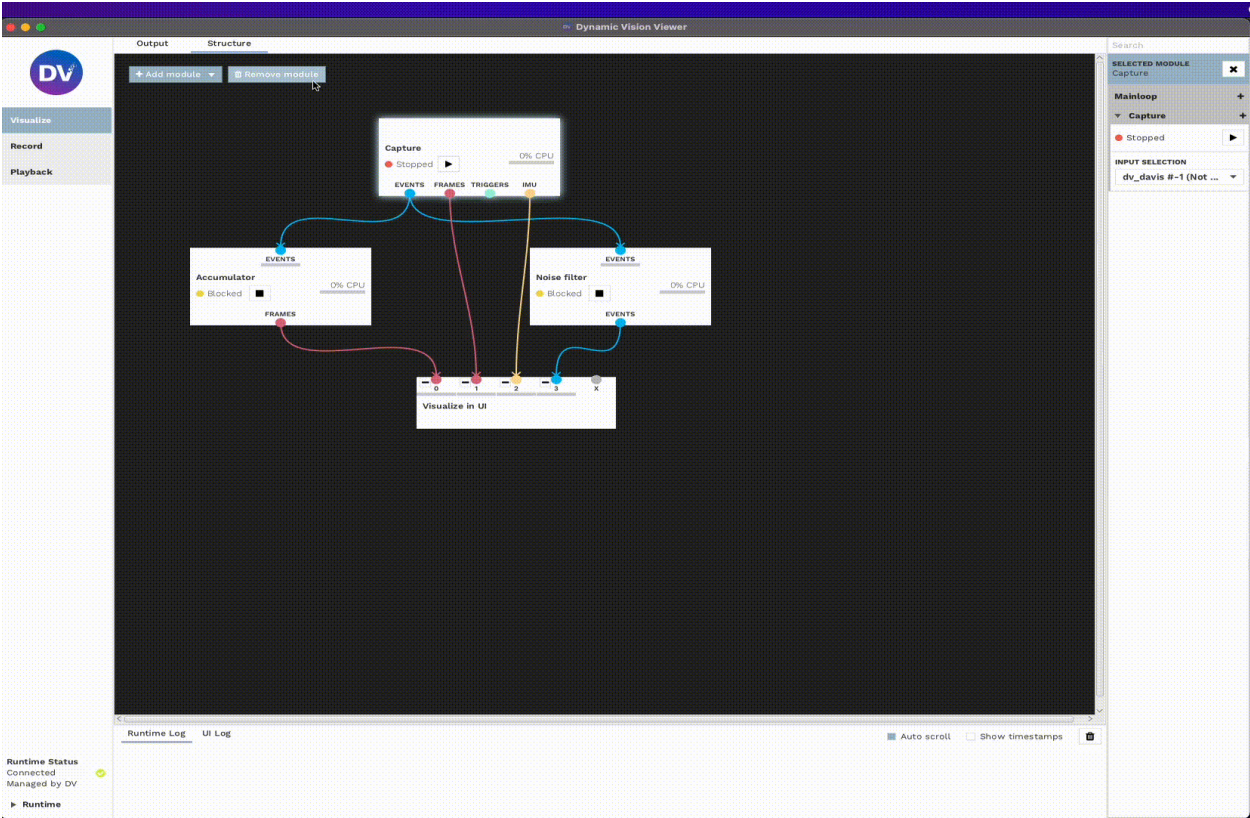 Dynamic Vision Viewer
DV
Visualize
Record
Playback
Runtime Status
Connected
Managed by DV
Runtime
Output Structure
Add module Remove module
Capture
Stopped
0% CPU
EVENTS FRAMES TRIGGERS IMU
EVENTS
Accumulator
Blocked
0% CPU
FRAMES
EVENTS
Noise filter
Blocked
0% CPU
EVENTS
0 1 2 3 X
Visualize in UI
Runtime Log UI Log
Auto scroll Show timestamps
Search
SELECTED MODULE
Capture
Mainloop +
Capture +
Stopped
INPUT SELECTION
dv_davis #-1 (Not ...